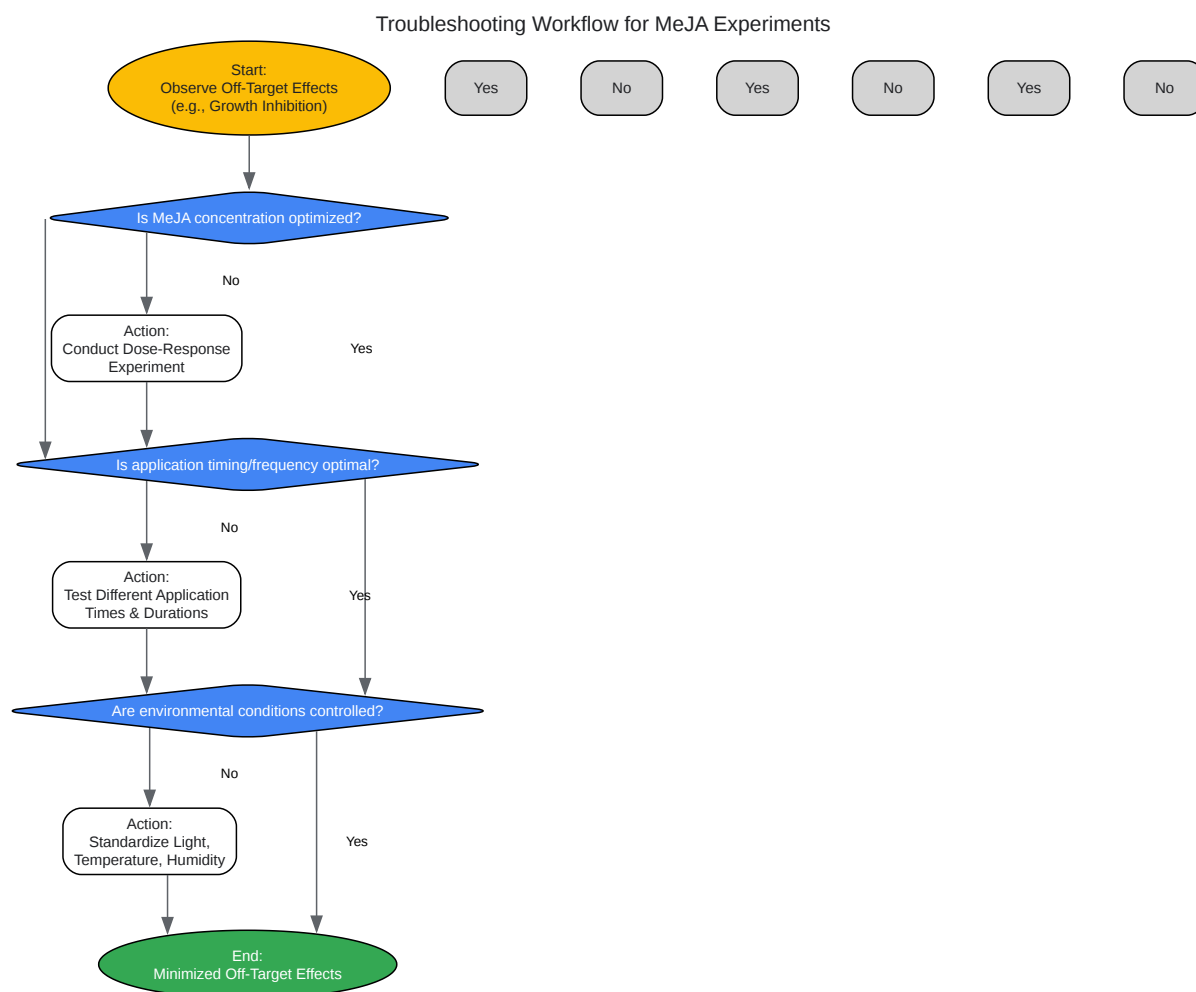 Troubleshooting Workflow for MeJA Experiments
Start:
Observe Off-Target Effects
(e.g., Growth Inhibition)
Yes
No
Yes
No
Yes
No
Is MeJA concentration optimized?
No
Action:
Conduct Dose-Response
Experiment
Yes
Is application timing/frequency optimal?
No
Action:
Test Different Application
Times & Durations
Yes
Are environmental conditions controlled?
No
Action:
Standardize Light,
Temperature, Humidity
Yes
End:
Minimized Off-Target Effects